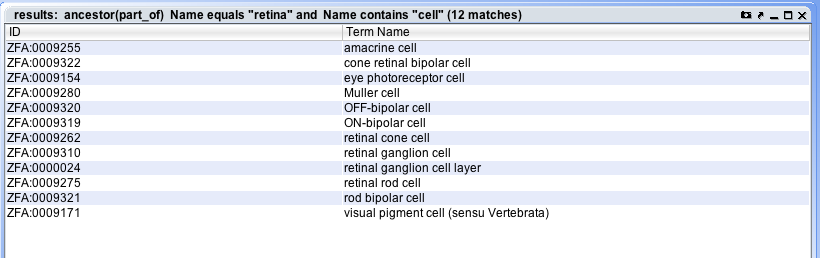 results: ancestor(part_of) Name equals "retina" and Name contains "cell" (12 matches)
ID Term Name
ZFA:0009255 amacrine cell
ZFA:0009322 cone retinal bipolar cell
ZFA:0009154 eye photoreceptor cell
ZFA:0009280 Muller cell
ZFA:0009320 OFF-bipolar cell
ZFA:0009319 ON-bipolar cell
ZFA:0009262 retinal cone cell
ZFA:0009310 retinal ganglion cell
ZFA:0000024 retinal ganglion cell layer
ZFA:0009275 retinal rod cell
ZFA:0009321 rod bipolar cell
ZFA:0009171 visual pigment cell (sensu Vertebrata)